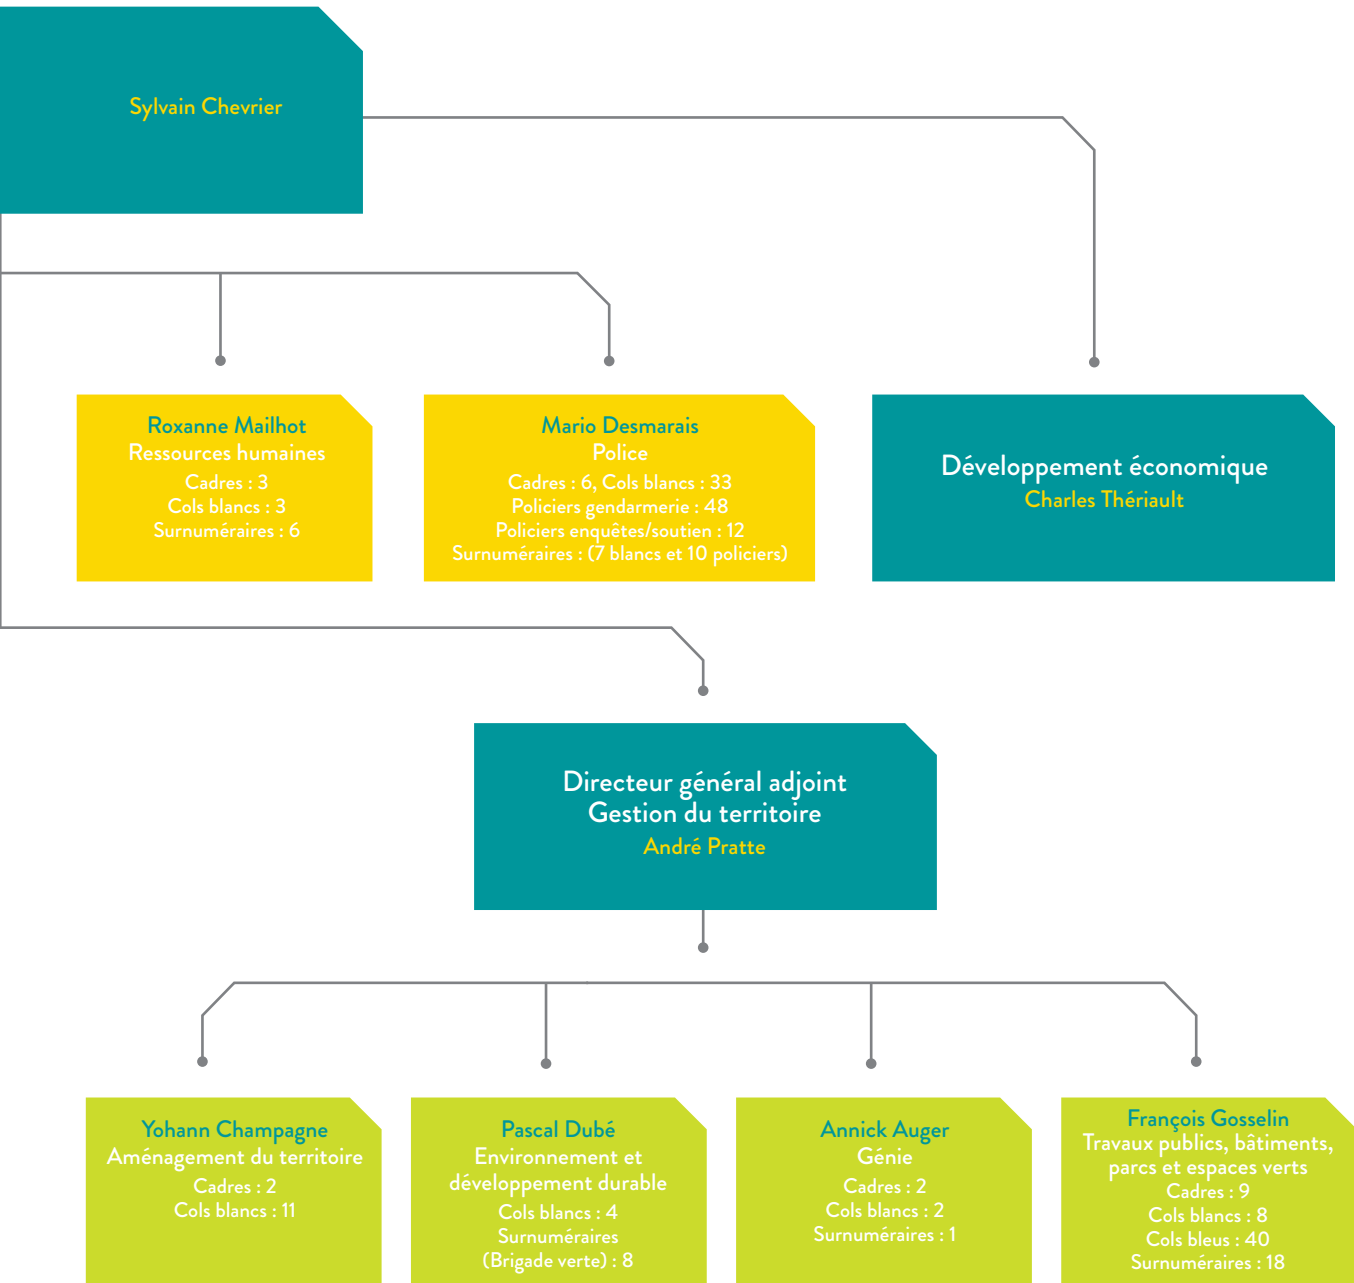 Sylvain Chevrier
Roxanne Mailhot
Ressources humaines
Cadres : 3
Cols blancs : 3
Surnuméraires : 6
Mario Desmarais
Police
Cadres : 6, Cols blancs : 33
Policiers gendarmerie : 48
Policiers enquêtes/soutien : 12
Surnuméraires : (7 blancs et 10 policiers)
Développement économique
Charles Thériault
Directeur général adjoint
Gestion du territoire
André Pratte
Yohann Champagne
Aménagement du territoire
Cadres : 2
Cols blancs : 11
Pascal Dubé
Environnement et
développement durable
Cols blancs : 4
Surnuméraires
(Brigade verte) : 8
Annick Auger
Génie
Cadres : 2
Cols blancs : 2
Surnuméraires : 1
François Gosselin
Travaux publics, bâtiments,
parcs et espaces verts
Cadres : 9
Cols blancs : 8
Cols bleus : 40
Surnuméraires : 18